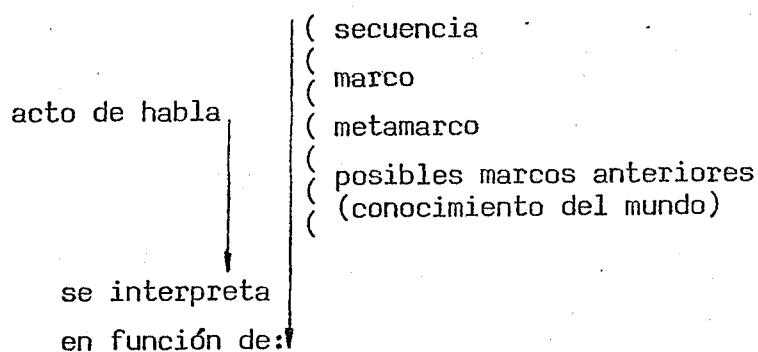 ( secuencia
( marco
acto de habla
( metamarco
( posibles marcos anteriores
( (conocimiento del mundo)
se interpreta
en función de: